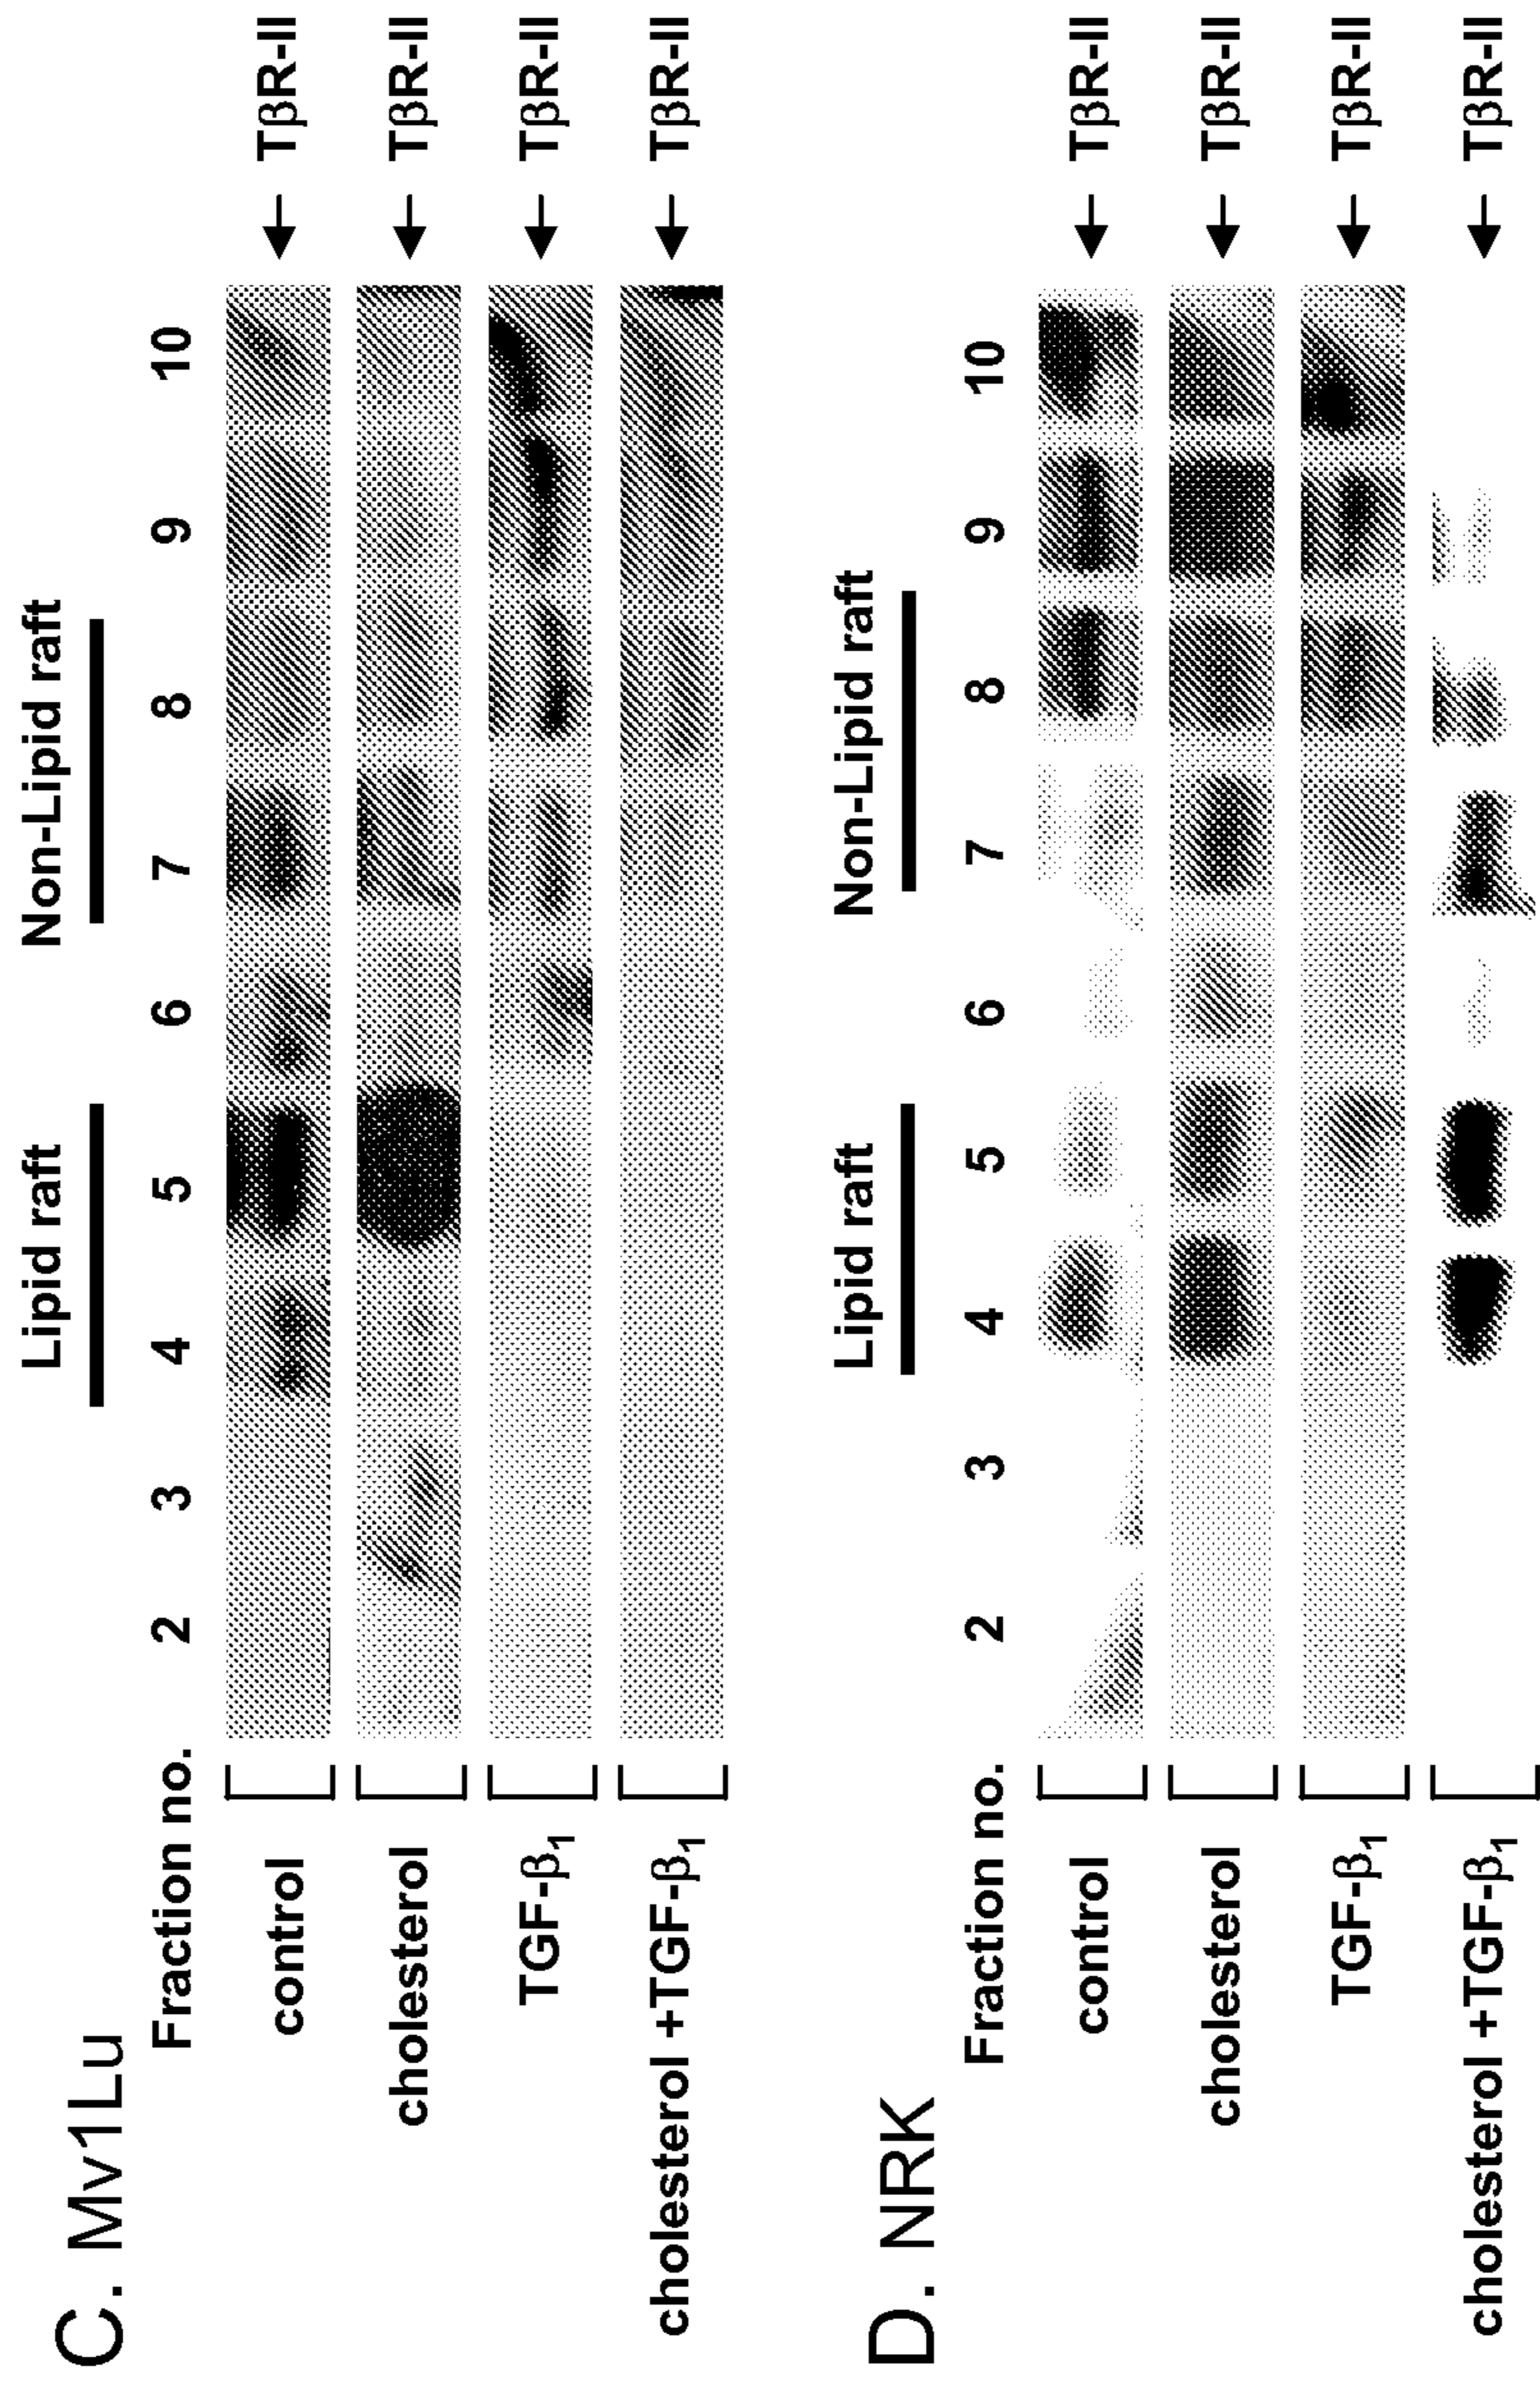 C. Mv1Lu
Lipid raft Non-Lipid raft
Fraction no. 2 3 4 5 6 7 8 9 10
control TβR-II
cholesterol TβR-II
TGF-β1 TβR-II
cholesterol +TGF-β1 TβR-II
D. NRK
Lipid raft Non-Lipid raft
Fraction no. 2 3 4 5 6 7 8 9 10
control TβR-II
cholesterol TβR-II
TGF-β1 TβR-II
cholesterol +TGF-β1 TβR-II